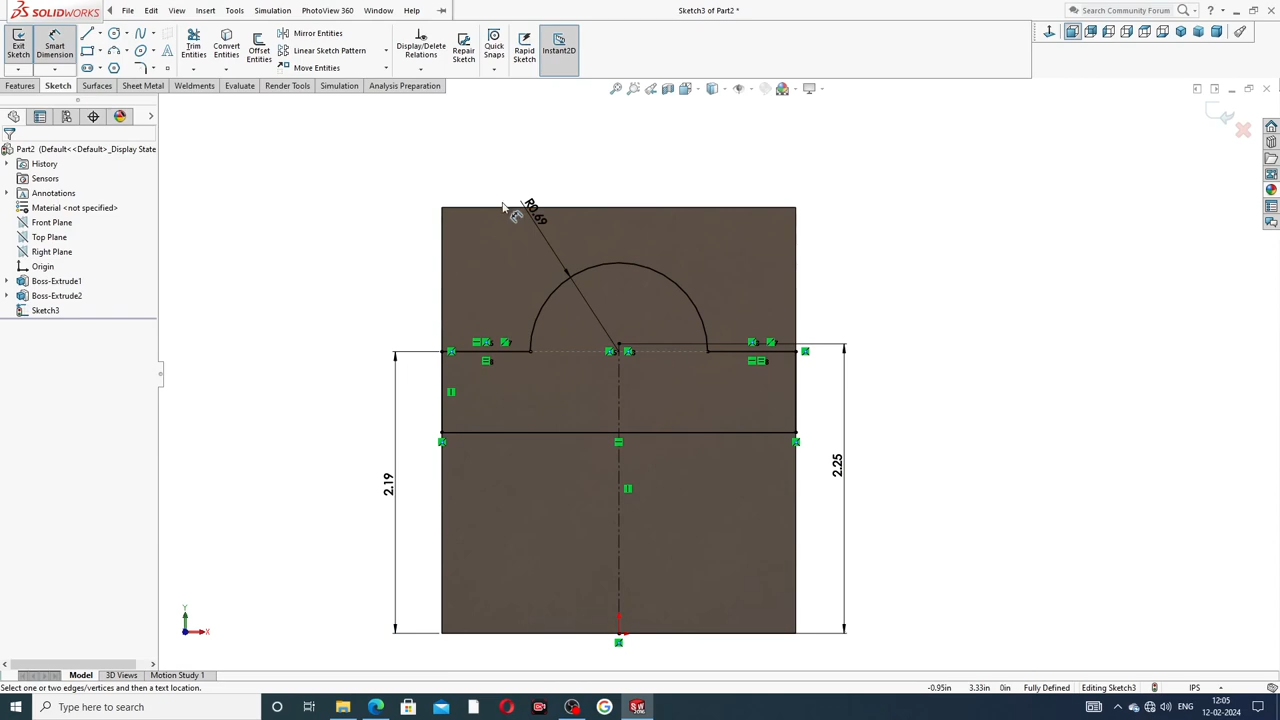 SOLIDWORKS
File
Edit
View
Insert
Tools
Simulation
PhotoView 360
Window
Help
Sketch3 of Part2 *
Search Community Forum
Exit Sketch
Smart Dimension
Trim Entities
Convert Entities
Offset Entities
Mirror Entities
Linear Sketch Pattern
Move Entities
Display/Delete Relations
Repair Sketch
Quick Snaps
Rapid Sketch
Instant2D
Features
Sketch
Surfaces
Sheet Metal
Weldments
Evaluate
Render Tools
Simulation
Analysis Preparation
Part2 (Default<<Default>_Display State
History
Sensors
Annotations
Material <not specified>
Front Plane
Top Plane
Right Plane
Origin
Boss-Extrude1
Boss-Extrude2
Sketch3
R0.69
2.19
2.25
Y
X
Model
3D Views
Motion Study 1
Select one or two edges/vertices and then a text location.
-0.95in
3.33in
0in
Fully Defined
Editing Sketch3
IPS
Type here to search
ENG
12:05
12-02-2024